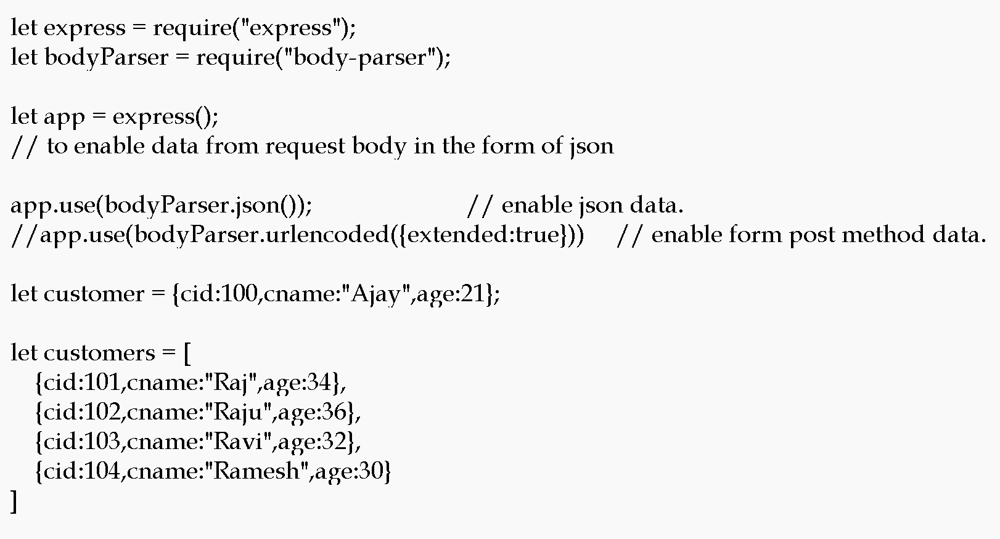 let express = require("express");
let bodyParser = require("body-parser");
let app = express();
// to enable data from request body in the form of json
app.use(bodyParser.json()); // enable json data.
//app.use(bodyParser.urlencoded({extended:true})) // enable form post method data.
let customer = {cid:100,cname:"Ajay",age:21};
let customers = [
{cid:101,cname:"Raj",age:34},
{cid:102,cname:"Raju",age:36},
{cid:103,cname:"Ravi",age:32},
{cid:104,cname:"Ramesh",age:30}
]